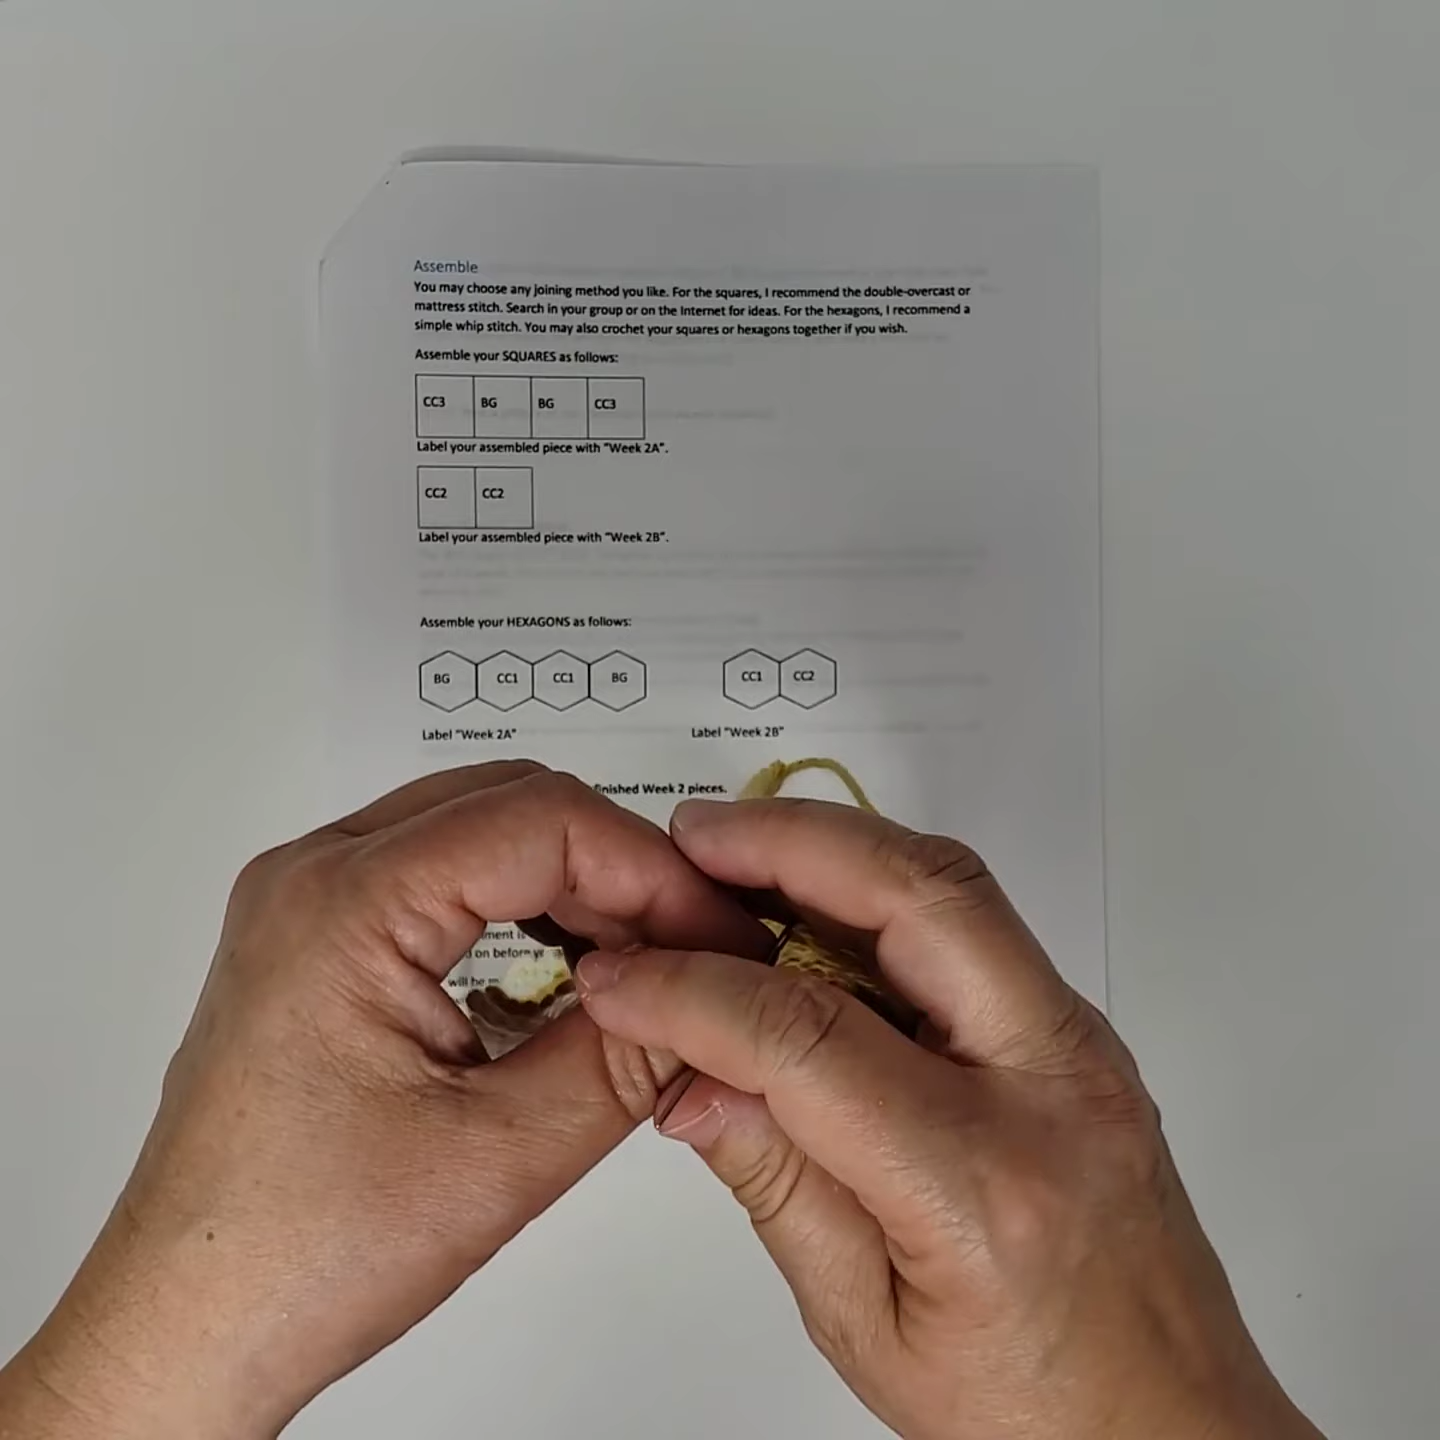 Assemble
You may choose any joining method you like. For the squares, I recommend the double-overcast or
mattress stitch. Search in your group or on the Internet for ideas. For the hexagons, I recommend a
simple whip stitch. You may also crochet your squares or hexagons together if you wish.
Assemble your SQUARES as follows:
CC3 BG BG CC3
Label your assembled piece with "Week 2A".
CC2 CC2
Label your assembled piece with "Week 2B".
Assemble your HEXAGONS as follows:
BG CC1 CC1 BG CC1 CC2
Label "Week 2A" Label "Week 2B"
finished Week 2 pieces.
on before
will be